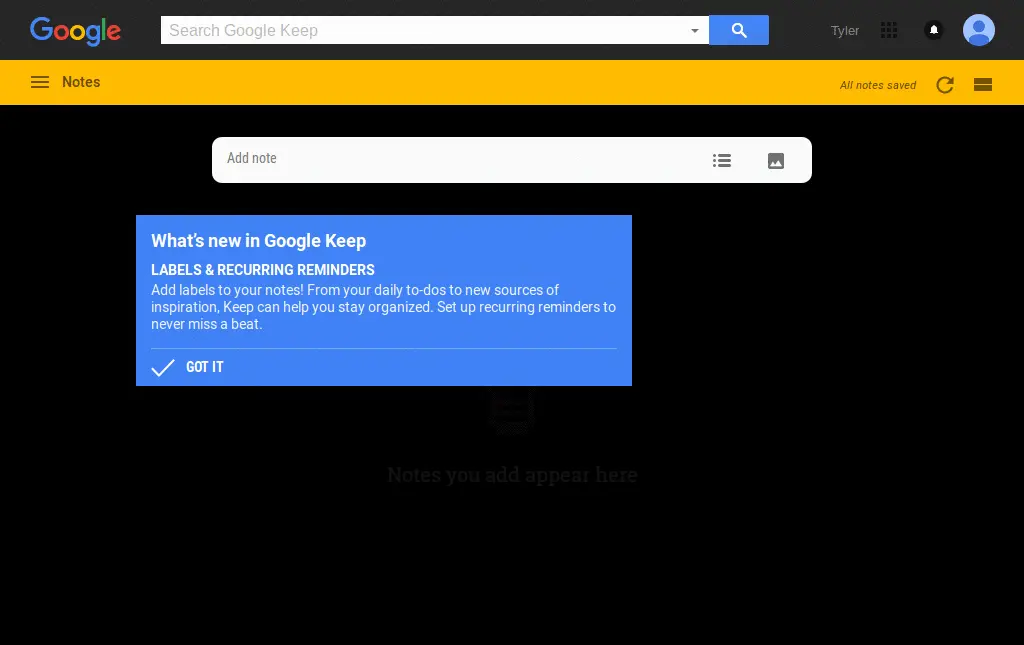 Google
Search Google Keep
Tyler
Notes
All notes saved
Add note
What's new in Google Keep
LABELS & RECURRING REMINDERS
Add labels to your notes! From your daily to-dos to new sources of
inspiration, Keep can help you stay organized. Set up recurring reminders to
never miss a beat.
GOT IT
Notes you add appear here